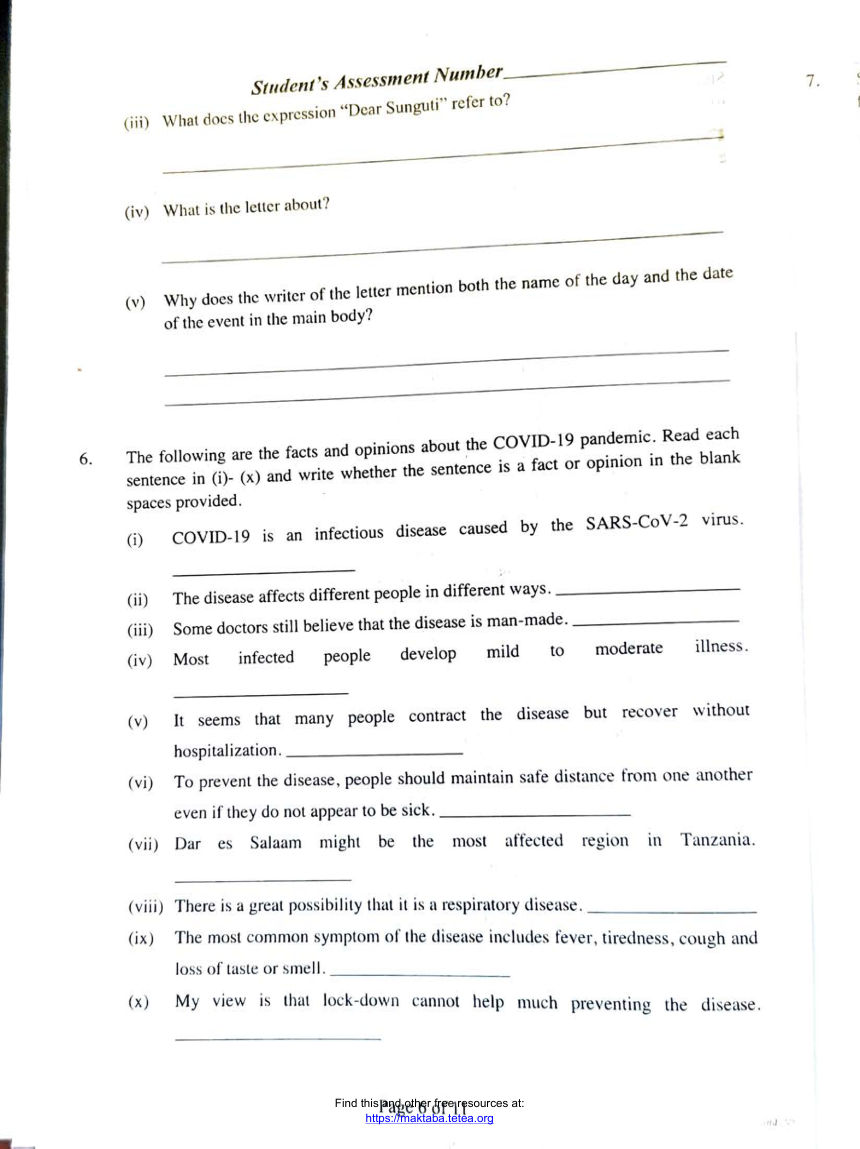 Student's Assessment Number
7.
(iii) What does the expression "Dear Sunguti" refer to?
(iv) What is the letter about?
(v) Why does the writer of the letter mention both the name of the day and the date
of the event in the main body?
6. The following are the facts and opinions about the COVID-19 pandemic. Read each
sentence in (i)- (x) and write whether the sentence is a fact or opinion in the blank
spaces provided.
(i) COVID-19 is an infectious disease caused by the SARS-CoV-2 virus.
(ii) The disease affects different people in different ways.
(iii) Some doctors still believe that the disease is man-made.
(iv) Most infected people develop mild to moderate illness.
(v) It seems that many people contract the disease but recover without
hospitalization.
(vi) To prevent the disease, people should maintain safe distance from one another
even if they do not appear to be sick.
(vii) Dar es Salaam might be the most affected region in Tanzania.
(viii) There is a great possibility that it is a respiratory disease.
(ix) The most common symptom of the disease includes fever, tiredness, cough and
loss of taste or smell.
(x) My view is that lock-down cannot help much preventing the disease.
Page 6 of 11
Find this and other free resources at:
https://maktaba.tetea.org